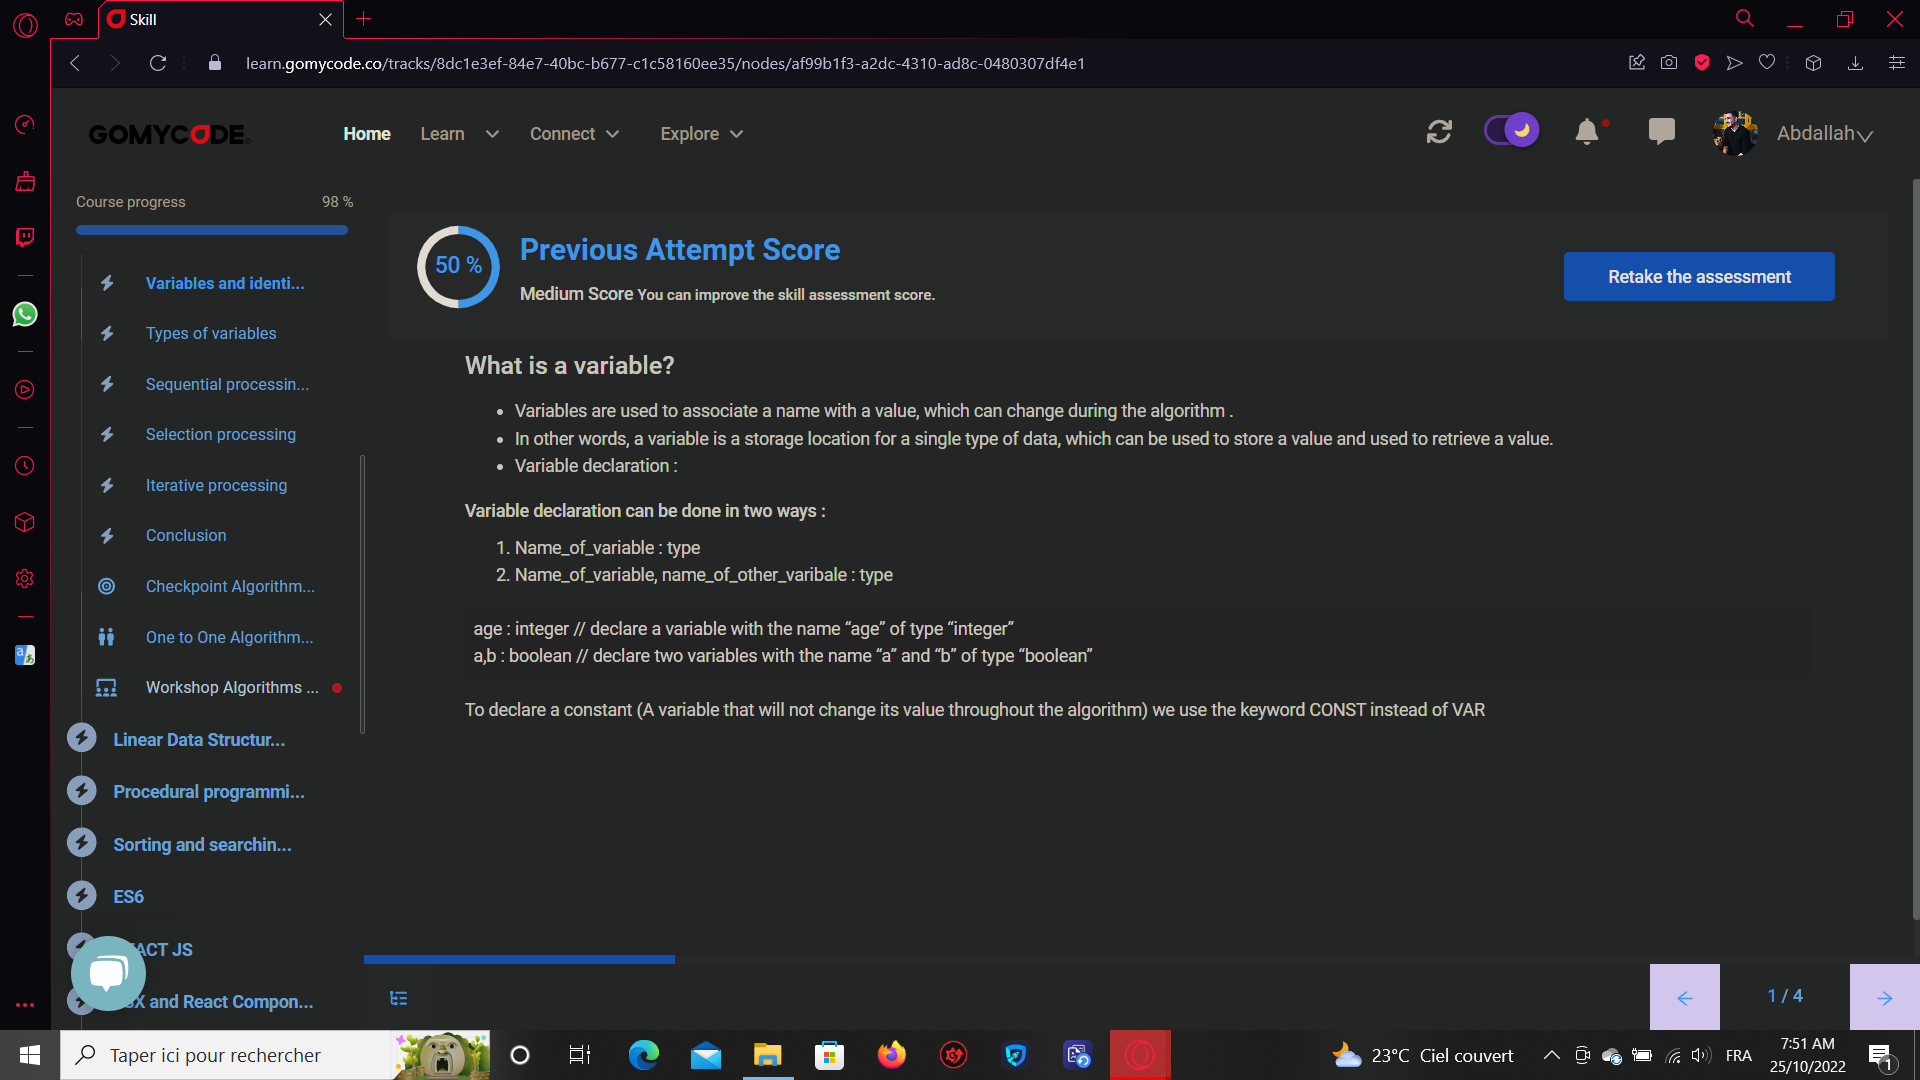 Skill
learn.gomycode.co/tracks/8dc1e3ef-84e7-40bc-b677-c1c58160ee35/nodes/af99b1f3-a2dc-4310-ad8c-0480307df4e1
GOMYCODE
Home
Learn
Connect
Explore
Abdallah
Course progress
98 %
Variables and identi...
Types of variables
Sequential processin...
Selection processing
Iterative processing
Conclusion
Checkpoint Algorithm...
One to One Algorithm...
Workshop Algorithms ...
Linear Data Structur...
Procedural programmi...
Sorting and searchin...
ES6
ACT JS
X and React Compon...
50 %
Previous Attempt Score
Medium Score You can improve the skill assessment score.
Retake the assessment
What is a variable?
• Variables are used to associate a name with a value, which can change during the algorithm .
• In other words, a variable is a storage location for a single type of data, which can be used to store a value and used to retrieve a value.
• Variable declaration :
Variable declaration can be done in two ways :
1. Name_of_variable : type
2. Name_of_variable, name_of_other_varibale : type
age : integer // declare a variable with the name “age” of type “integer”
a,b : boolean // declare two variables with the name “a” and “b” of type “boolean”
To declare a constant (A variable that will not change its value throughout the algorithm) we use the keyword CONST instead of VAR
1 / 4
Taper ici pour rechercher
23°C Ciel couvert
FRA
7:51 AM
25/10/2022
1